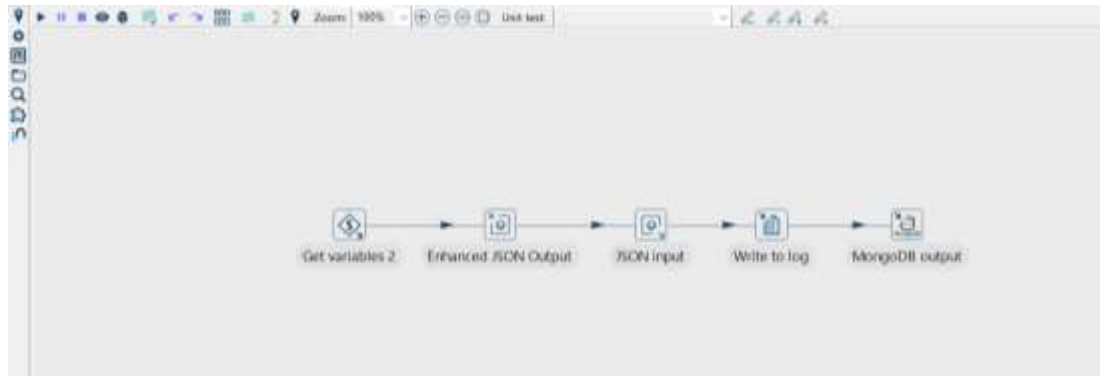 Zoom: 100% Unit test
Get variables 2 Enhanced JSON Output JSON input Write to log MongoDB output